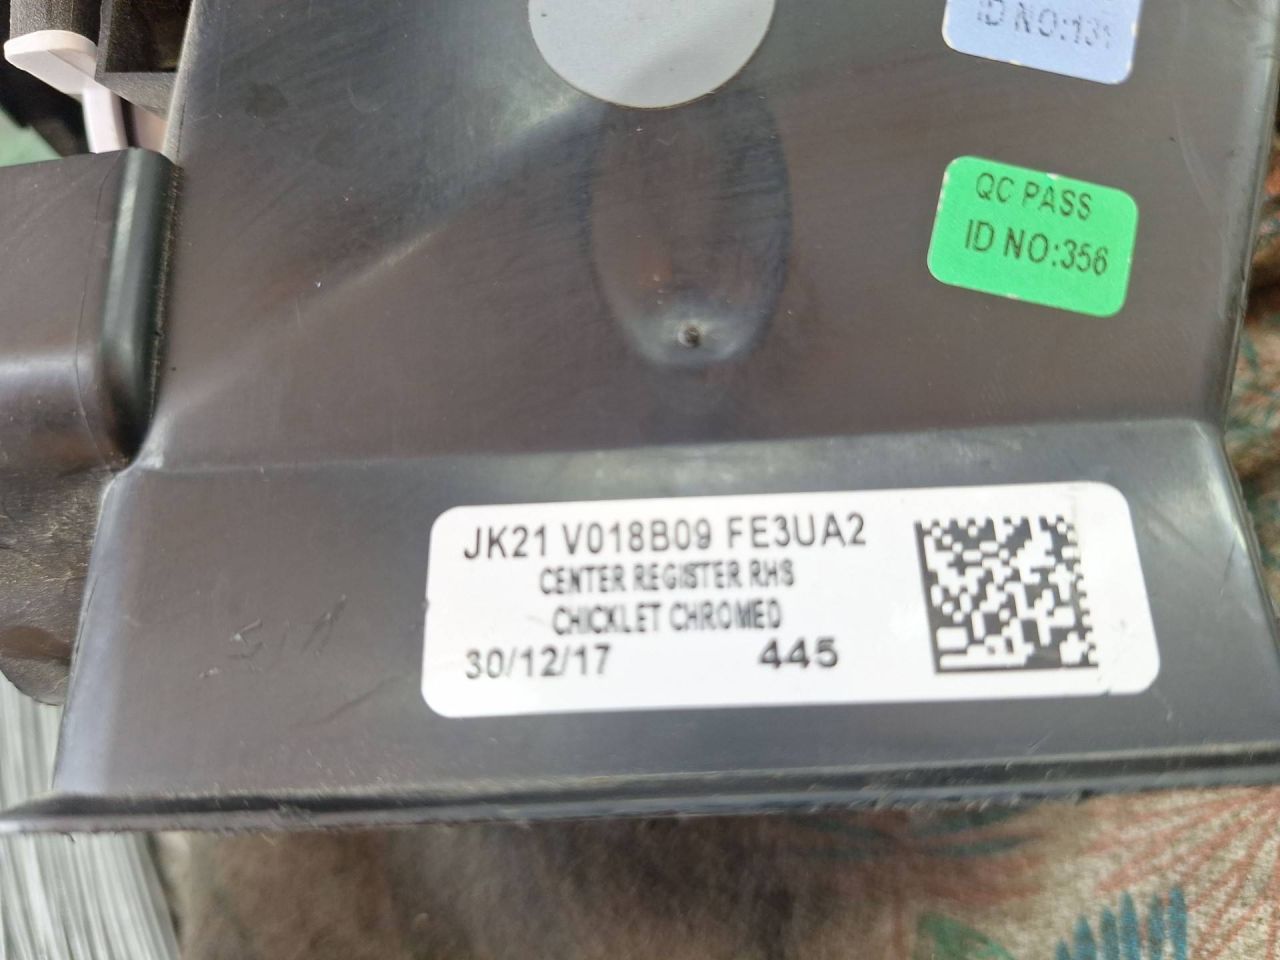 ID NO:131
QC PASS
ID NO:356
JK21 V018B09 FE3UA2
CENTER REGISTER RHS
CHICKLET CHROMED
30/12/17 445